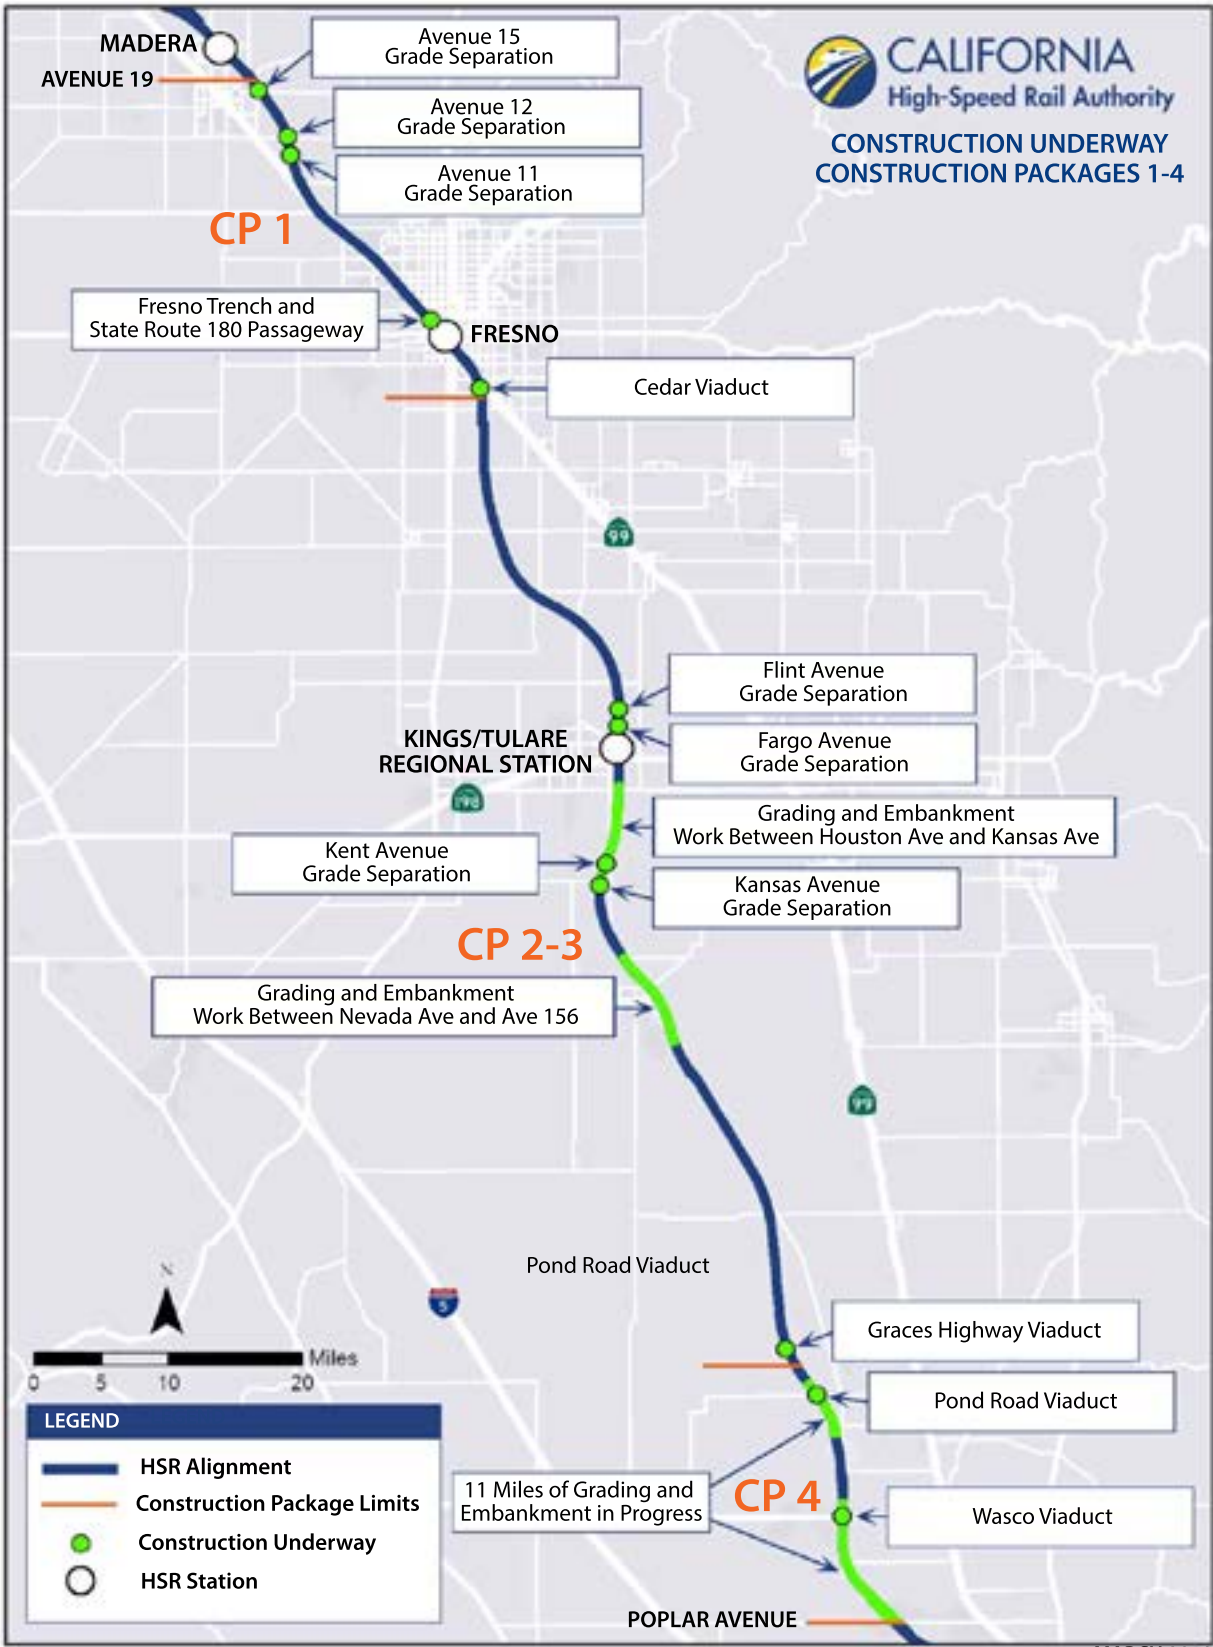 MADERA
AVENUE 19
Avenue 15
Grade Separation
Avenue 12
Grade Separation
Avenue 11
Grade Separation
CALIFORNIA
High-Speed Rail Authority
CONSTRUCTION UNDERWAY
CONSTRUCTION PACKAGES 1-4
CP 1
Fresno Trench and
State Route 180 Passageway
FRESNO
Cedar Viaduct
99
Flint Avenue
Grade Separation
KINGS/TULARE
REGIONAL STATION
Fargo Avenue
Grade Separation
198
Grading and Embankment
Work Between Houston Ave and Kansas Ave
Kent Avenue
Grade Separation
Kansas Avenue
Grade Separation
CP 2-3
Grading and Embankment
Work Between Nevada Ave and Ave 156
99
Pond Road Viaduct
N
5
Graces Highway Viaduct
Miles
0 5 10 20
Pond Road Viaduct
LEGEND
HSR Alignment
Construction Package Limits
Construction Underway
HSR Station
11 Miles of Grading and
Embankment in Progress
CP 4
Wasco Viaduct
POPLAR AVENUE